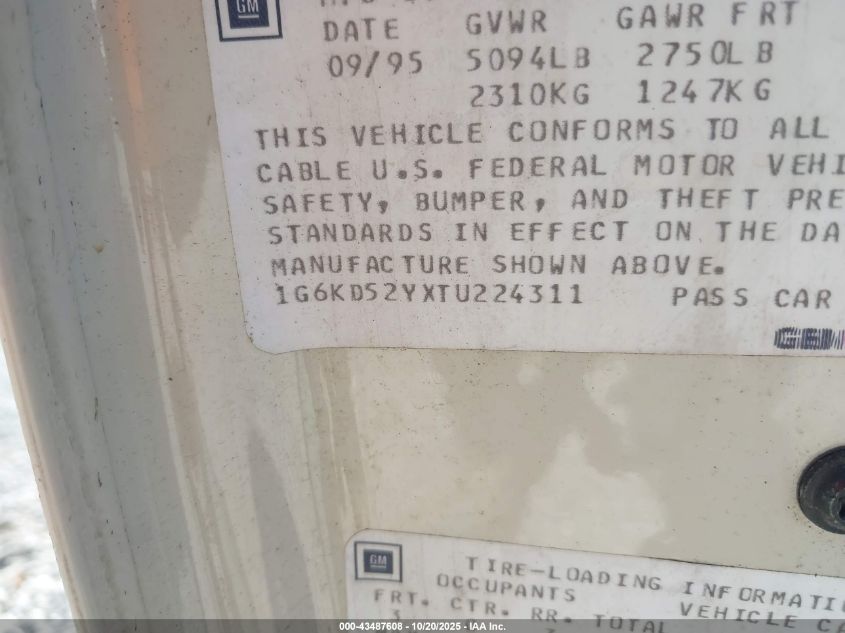 GM
DATE GVWR GAWR FRT
09/95 5094LB 2750LB
2310KG 1247KG
THIS VEHICLE CONFORMS TO ALL
CABLE U.S. FEDERAL MOTOR VEHI
SAFETY, BUMPER, AND THEFT PRE
STANDARDS IN EFFECT ON THE DA
MANUFACTURE SHOWN ABOVE.
1G6KD52YXTU224311 PASS CAR
GM
TIRE-LOADING INFORMATI
OCCUPANTS VEHICLE CA
FRT. CTR. RR. TOTAL
000-43487608 - 10/20/2025 - IAA Inc.